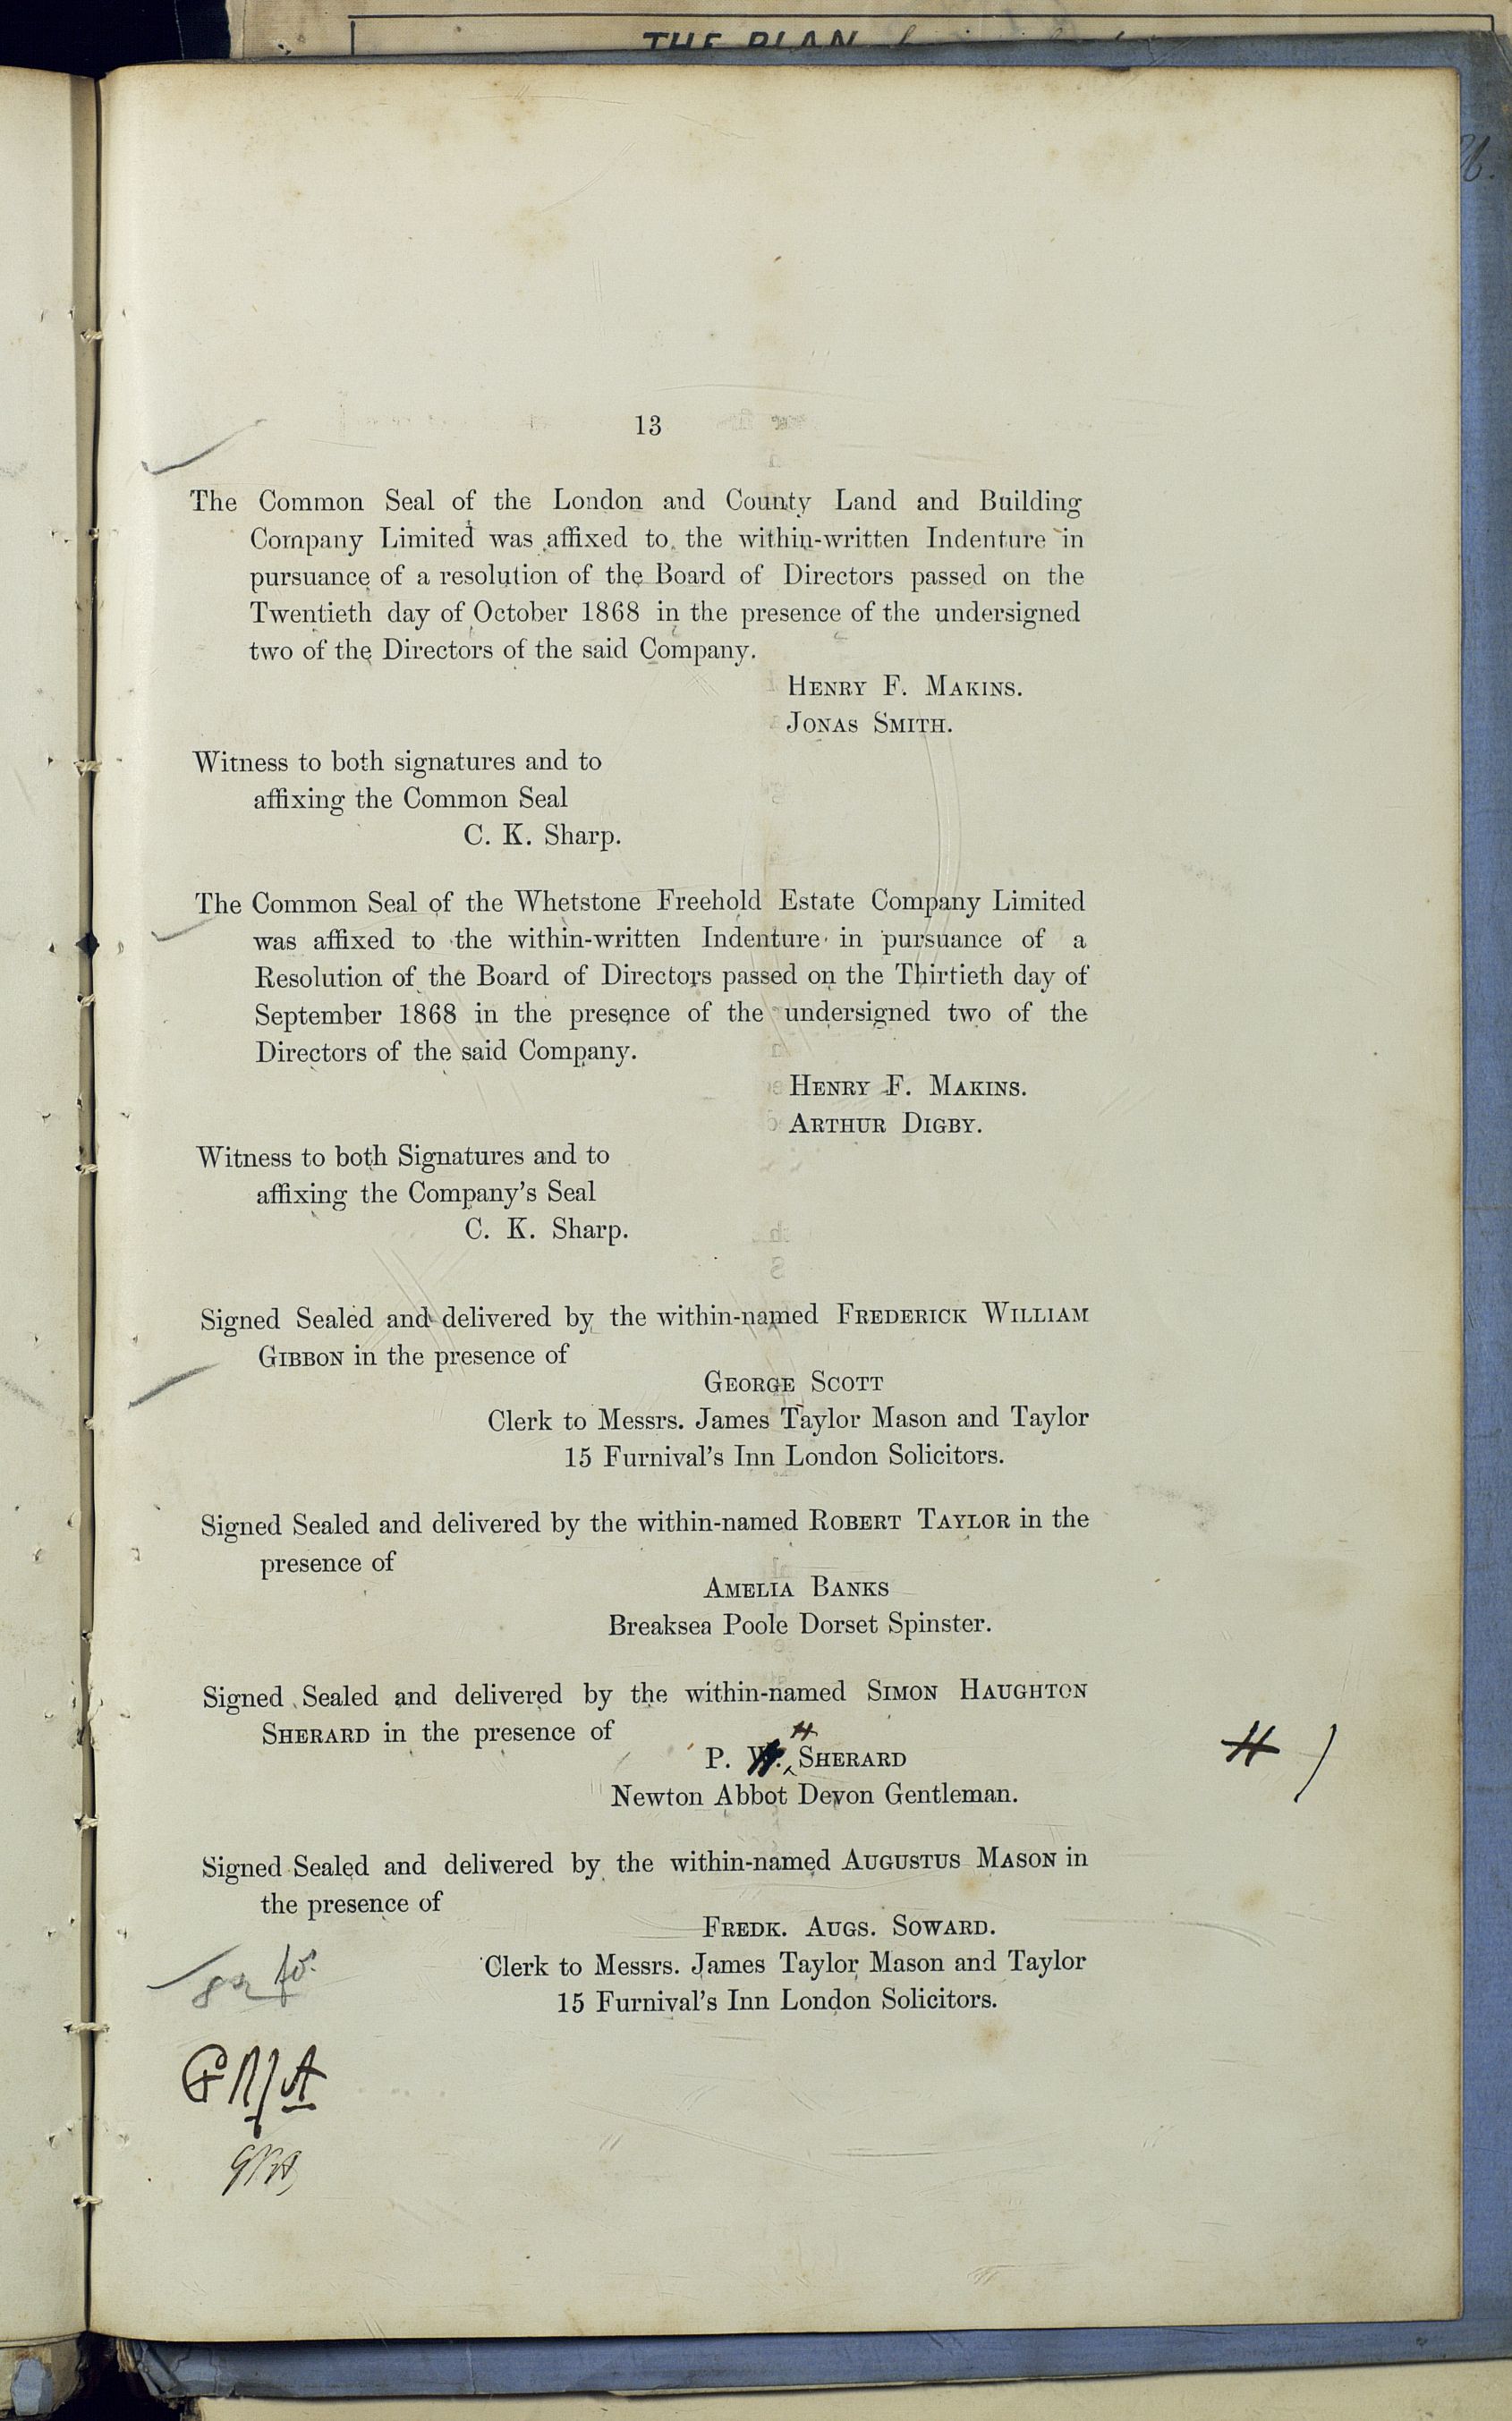 THE PLAN
13
The Common Seal of the London and County Land and Building
Company Limited was affixed to the within-written Indenture in
pursuance of a resolution of the Board of Directors passed on the
Twentieth day of October 1868 in the presence of the undersigned
two of the Directors of the said Company.
HENRY F. MAKINS.
JONAS SMITH.
Witness to both signatures and to
affixing the Common Seal
C. K. Sharp.
The Common Seal of the Whetstone Freehold Estate Company Limited
was affixed to the within-written Indenture in pursuance of a
Resolution of the Board of Directors passed on the Thirtieth day of
September 1868 in the presence of the undersigned two of the
Directors of the said Company.
HENRY F. MAKINS.
ARTHUR DIGBY.
Witness to both Signatures and to
affixing the Company's Seal
C. K. Sharp.
Signed Sealed and delivered by the within-named FREDERICK WILLIAM
GIBBON in the presence of
GEORGE SCOTT
Clerk to Messrs. James Taylor Mason and Taylor
15 Furnival's Inn London Solicitors.
Signed Sealed and delivered by the within-named ROBERT TAYLOR in the
presence of
AMELIA BANKS
Breaksea Poole Dorset Spinster.
Signed Sealed and delivered by the within-named SIMON HAUGHTON
SHERARD in the presence of
H
P. W. SHERARD H
Newton Abbot Devon Gentleman.
Signed Sealed and delivered by the within-named AUGUSTUS MASON in
the presence of
FREDK. AUGS. SOWARD.
Clerk to Messrs. James Taylor Mason and Taylor
15 Furnival's Inn London Solicitors.